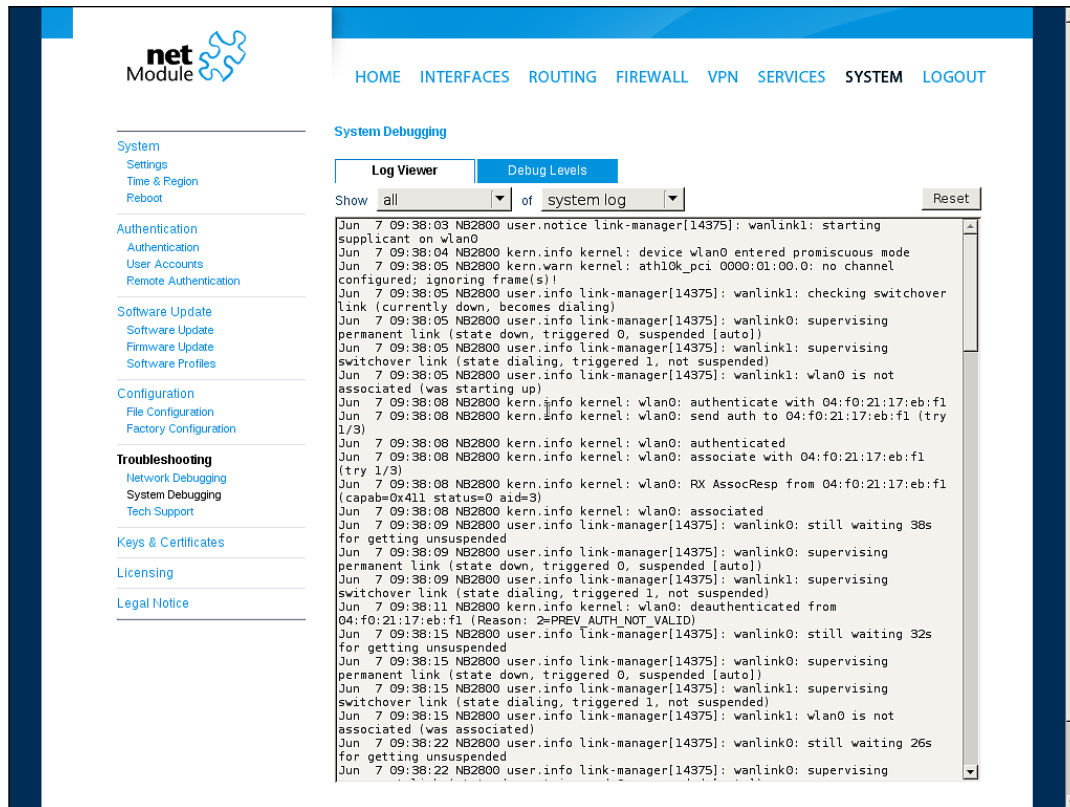 net
Module
HOME INTERFACES ROUTING FIREWALL VPN SERVICES SYSTEM LOGOUT
System
Settings
Time & Region
Reboot
Authentication
Authentication
User Accounts
Remote Authentication
Software Update
Software Update
Firmware Update
Software Profiles
Configuration
File Configuration
Factory Configuration
Troubleshooting
Network Debugging
System Debugging
Tech Support
Keys & Certificates
Licensing
Legal Notice
System Debugging
Log Viewer Debug Levels
Show all of system log Reset
Jun  7 09:38:03 NB2800 user.notice link-manager[14375]: wanlink1: starting
supplicant on wlan0
Jun  7 09:38:04 NB2800 kern.info kernel: device wlan0 entered promiscuous mode
Jun  7 09:38:05 NB2800 kern.warn kernel: ath10k_pci 0000:01:00.0: no channel
configured; ignoring frame(s)!
Jun  7 09:38:05 NB2800 user.info link-manager[14375]: wanlink1: checking switchover
link (currently down, becomes dialing)
Jun  7 09:38:05 NB2800 user.info link-manager[14375]: wanlink0: supervising
permanent link (state down, triggered 0, suspended [auto])
Jun  7 09:38:05 NB2800 user.info link-manager[14375]: wanlink1: supervising
switchover link (state dialing, triggered 1, not suspended)
Jun  7 09:38:05 NB2800 user.info link-manager[14375]: wanlink1: wlan0 is not
associated (was starting up)
Jun  7 09:38:08 NB2800 kern.info kernel: wlan0: authenticate with 04:f0:21:17:eb:f1
Jun  7 09:38:08 NB2800 kern.info kernel: wlan0: send auth to 04:f0:21:17:eb:f1 (try
1/3)
Jun  7 09:38:08 NB2800 kern.info kernel: wlan0: authenticated
Jun  7 09:38:08 NB2800 kern.info kernel: wlan0: associate with 04:f0:21:17:eb:f1
(try 1/3)
Jun  7 09:38:08 NB2800 kern.info kernel: wlan0: RX AssocResp from 04:f0:21:17:eb:f1
(capab=0x411 status=0 aid=3)
Jun  7 09:38:08 NB2800 kern.info kernel: wlan0: associated
Jun  7 09:38:09 NB2800 user.info link-manager[14375]: wanlink0: still waiting 38s
for getting unsuspended
Jun  7 09:38:09 NB2800 user.info link-manager[14375]: wanlink0: supervising
permanent link (state down, triggered 0, suspended [auto])
Jun  7 09:38:09 NB2800 user.info link-manager[14375]: wanlink1: supervising
switchover link (state dialing, triggered 1, not suspended)
Jun  7 09:38:11 NB2800 kern.info kernel: wlan0: deauthenticated from
04:f0:21:17:eb:f1 (Reason: 2=PREV_AUTH_NOT_VALID)
Jun  7 09:38:15 NB2800 user.info link-manager[14375]: wanlink0: still waiting 32s
for getting unsuspended
Jun  7 09:38:15 NB2800 user.info link-manager[14375]: wanlink0: supervising
permanent link (state down, triggered 0, suspended [auto])
Jun  7 09:38:15 NB2800 user.info link-manager[14375]: wanlink1: supervising
switchover link (state dialing, triggered 1, not suspended)
Jun  7 09:38:15 NB2800 user.info link-manager[14375]: wanlink1: wlan0 is not
associated (was associated)
Jun  7 09:38:22 NB2800 user.info link-manager[14375]: wanlink0: still waiting 26s
for getting unsuspended
Jun  7 09:38:22 NB2800 user.info link-manager[14375]: wanlink0: supervising